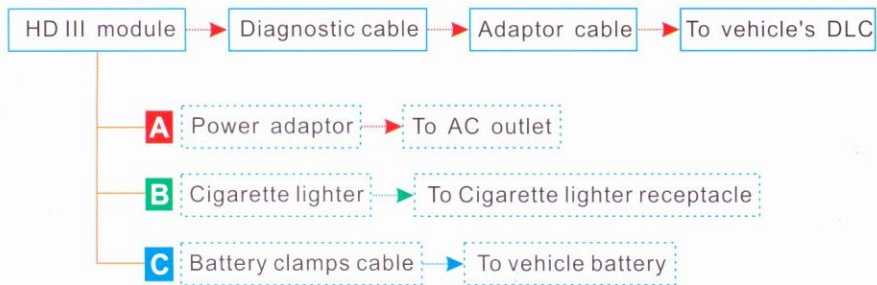 HD III module Diagnostic cable Adaptor cable To vehicle's DLC
A Power adaptor To AC outlet
B Cigarette lighter To Cigarette lighter receptacle
C Battery clamps cable To vehicle battery